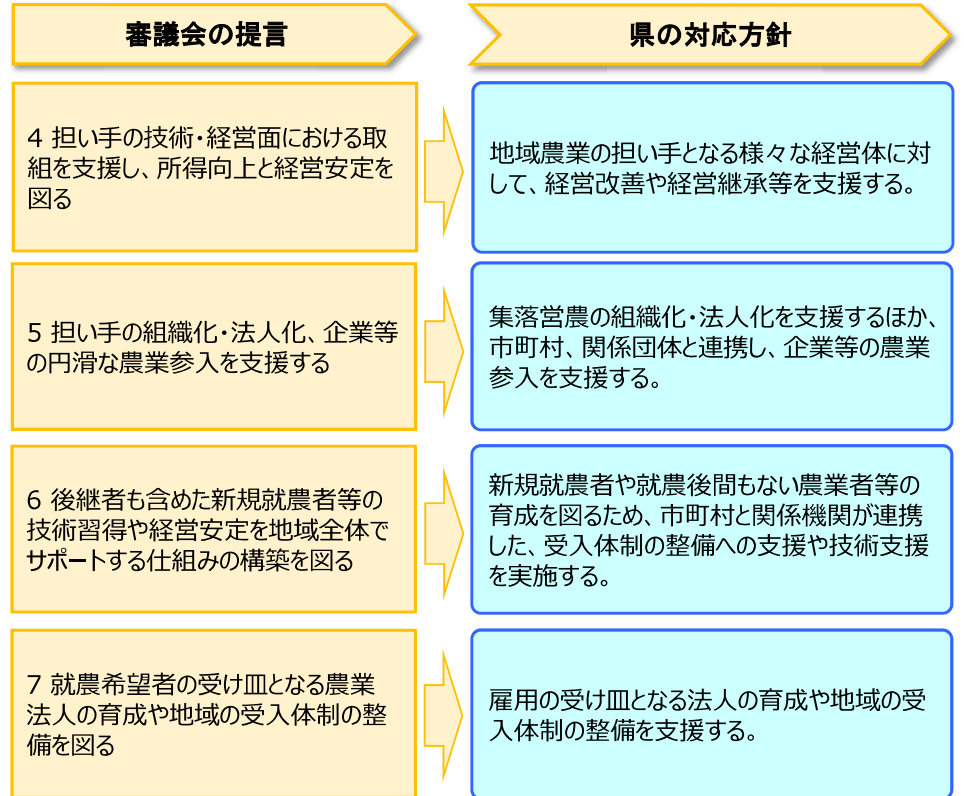 審議会の提言
県の対応方針
4 担い手の技術・経営面における取
組を支援し、所得向上と経営安定を
図る
地域農業の担い手となる様々な経営体に対
して、経営改善や経営継承等を支援する。
5 担い手の組織化・法人化、企業等
の円滑な農業参入を支援する
集落営農の組織化・法人化を支援するほか、
市町村、関係団体と連携し、企業等の農業
参入を支援する。
6 後継者も含めた新規就農者等の
技術習得や経営安定を地域全体で
サポートする仕組みの構築を図る
新規就農者や就農後間もない農業者等の
育成を図るため、市町村と関係機関が連携
した、受入体制の整備への支援や技術支援
を実施する。
7 就農希望者の受け皿となる農業
法人の育成や地域の受入体制の整
備を図る
雇用の受け皿となる法人の育成や地域の受
入体制の整備を支援する。